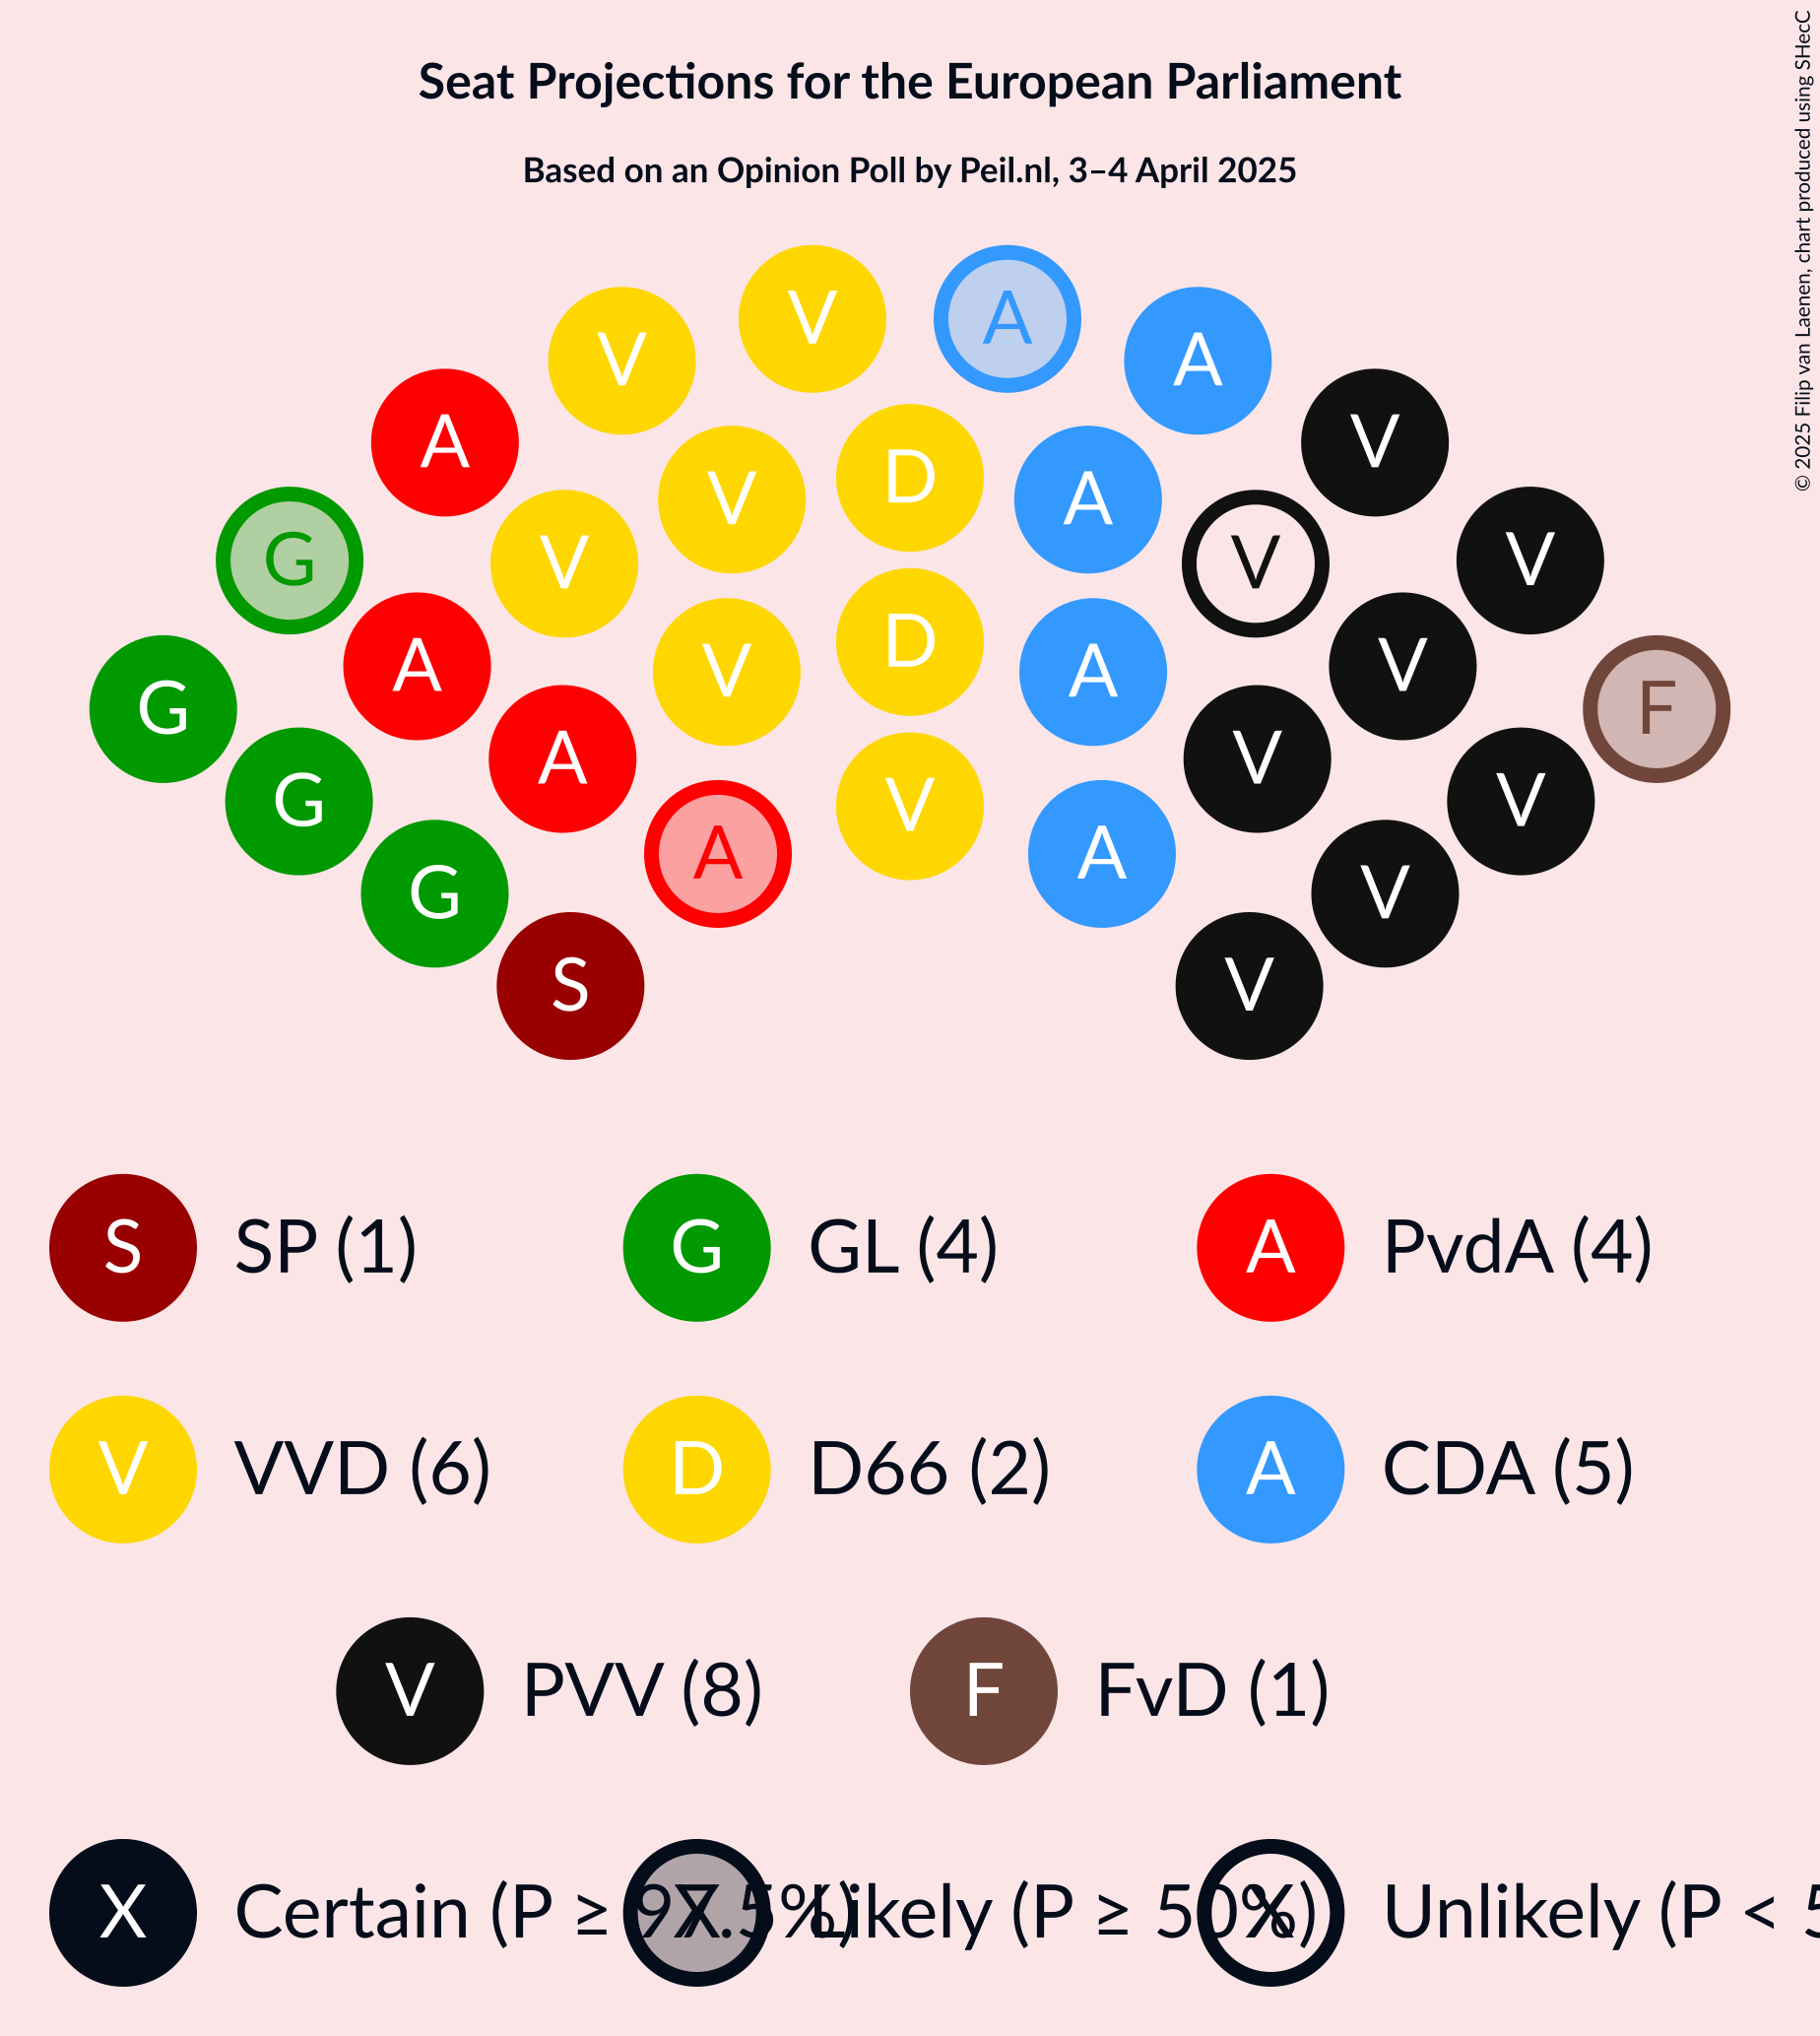 Seat Projections for the European Parliament
Based on an Opinion Poll by Peil.nl, 3–4 April 2025
© 2025 Filip van Laenen, chart produced using SHecC
V V A A
A V D A V
G V V V
A V D A V F
G A V
G A V A V
G V
S V
S SP (1) G GL (4) A PvdA (4)
V VVD (6) D D66 (2) A CDA (5)
V PVV (8) F FvD (1)
X Certain (P ≥ 97.5%) X Likely (P ≥ 50%) X Unlikely (P < 5